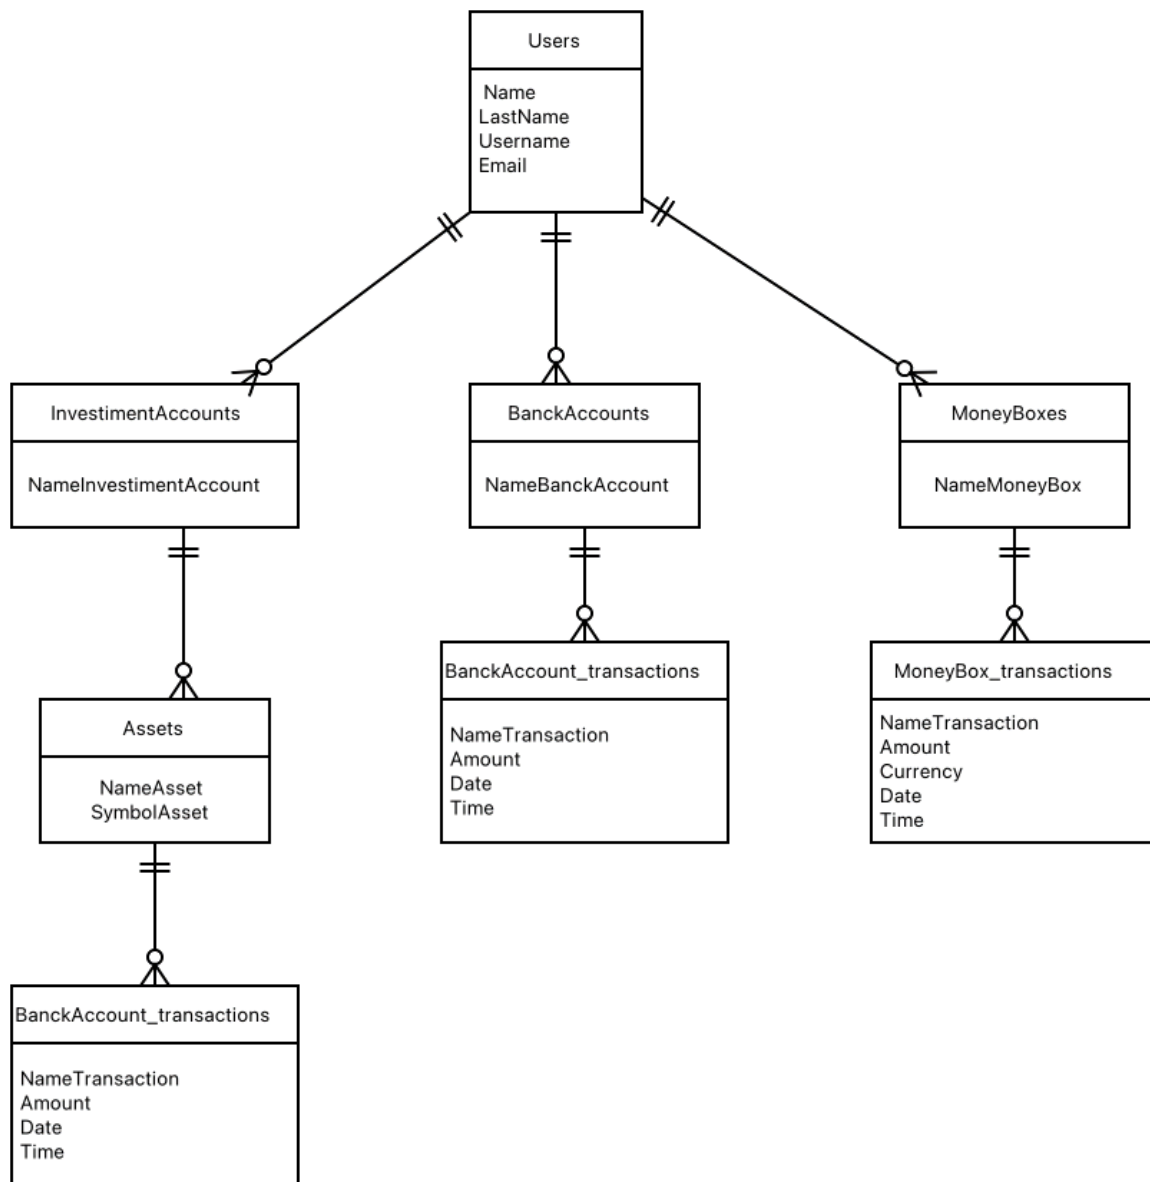 Users
Name
LastName
Username
Email
InvestimentAccounts
NameInvestimentAccount
BanckAccounts
NameBanckAccount
MoneyBoxes
NameMoneyBox
Assets
NameAsset
SymbolAsset
BanckAccount_transactions
NameTransaction
Amount
Date
Time
MoneyBox_transactions
NameTransaction
Amount
Currency
Date
Time
BanckAccount_transactions
NameTransaction
Amount
Date
Time